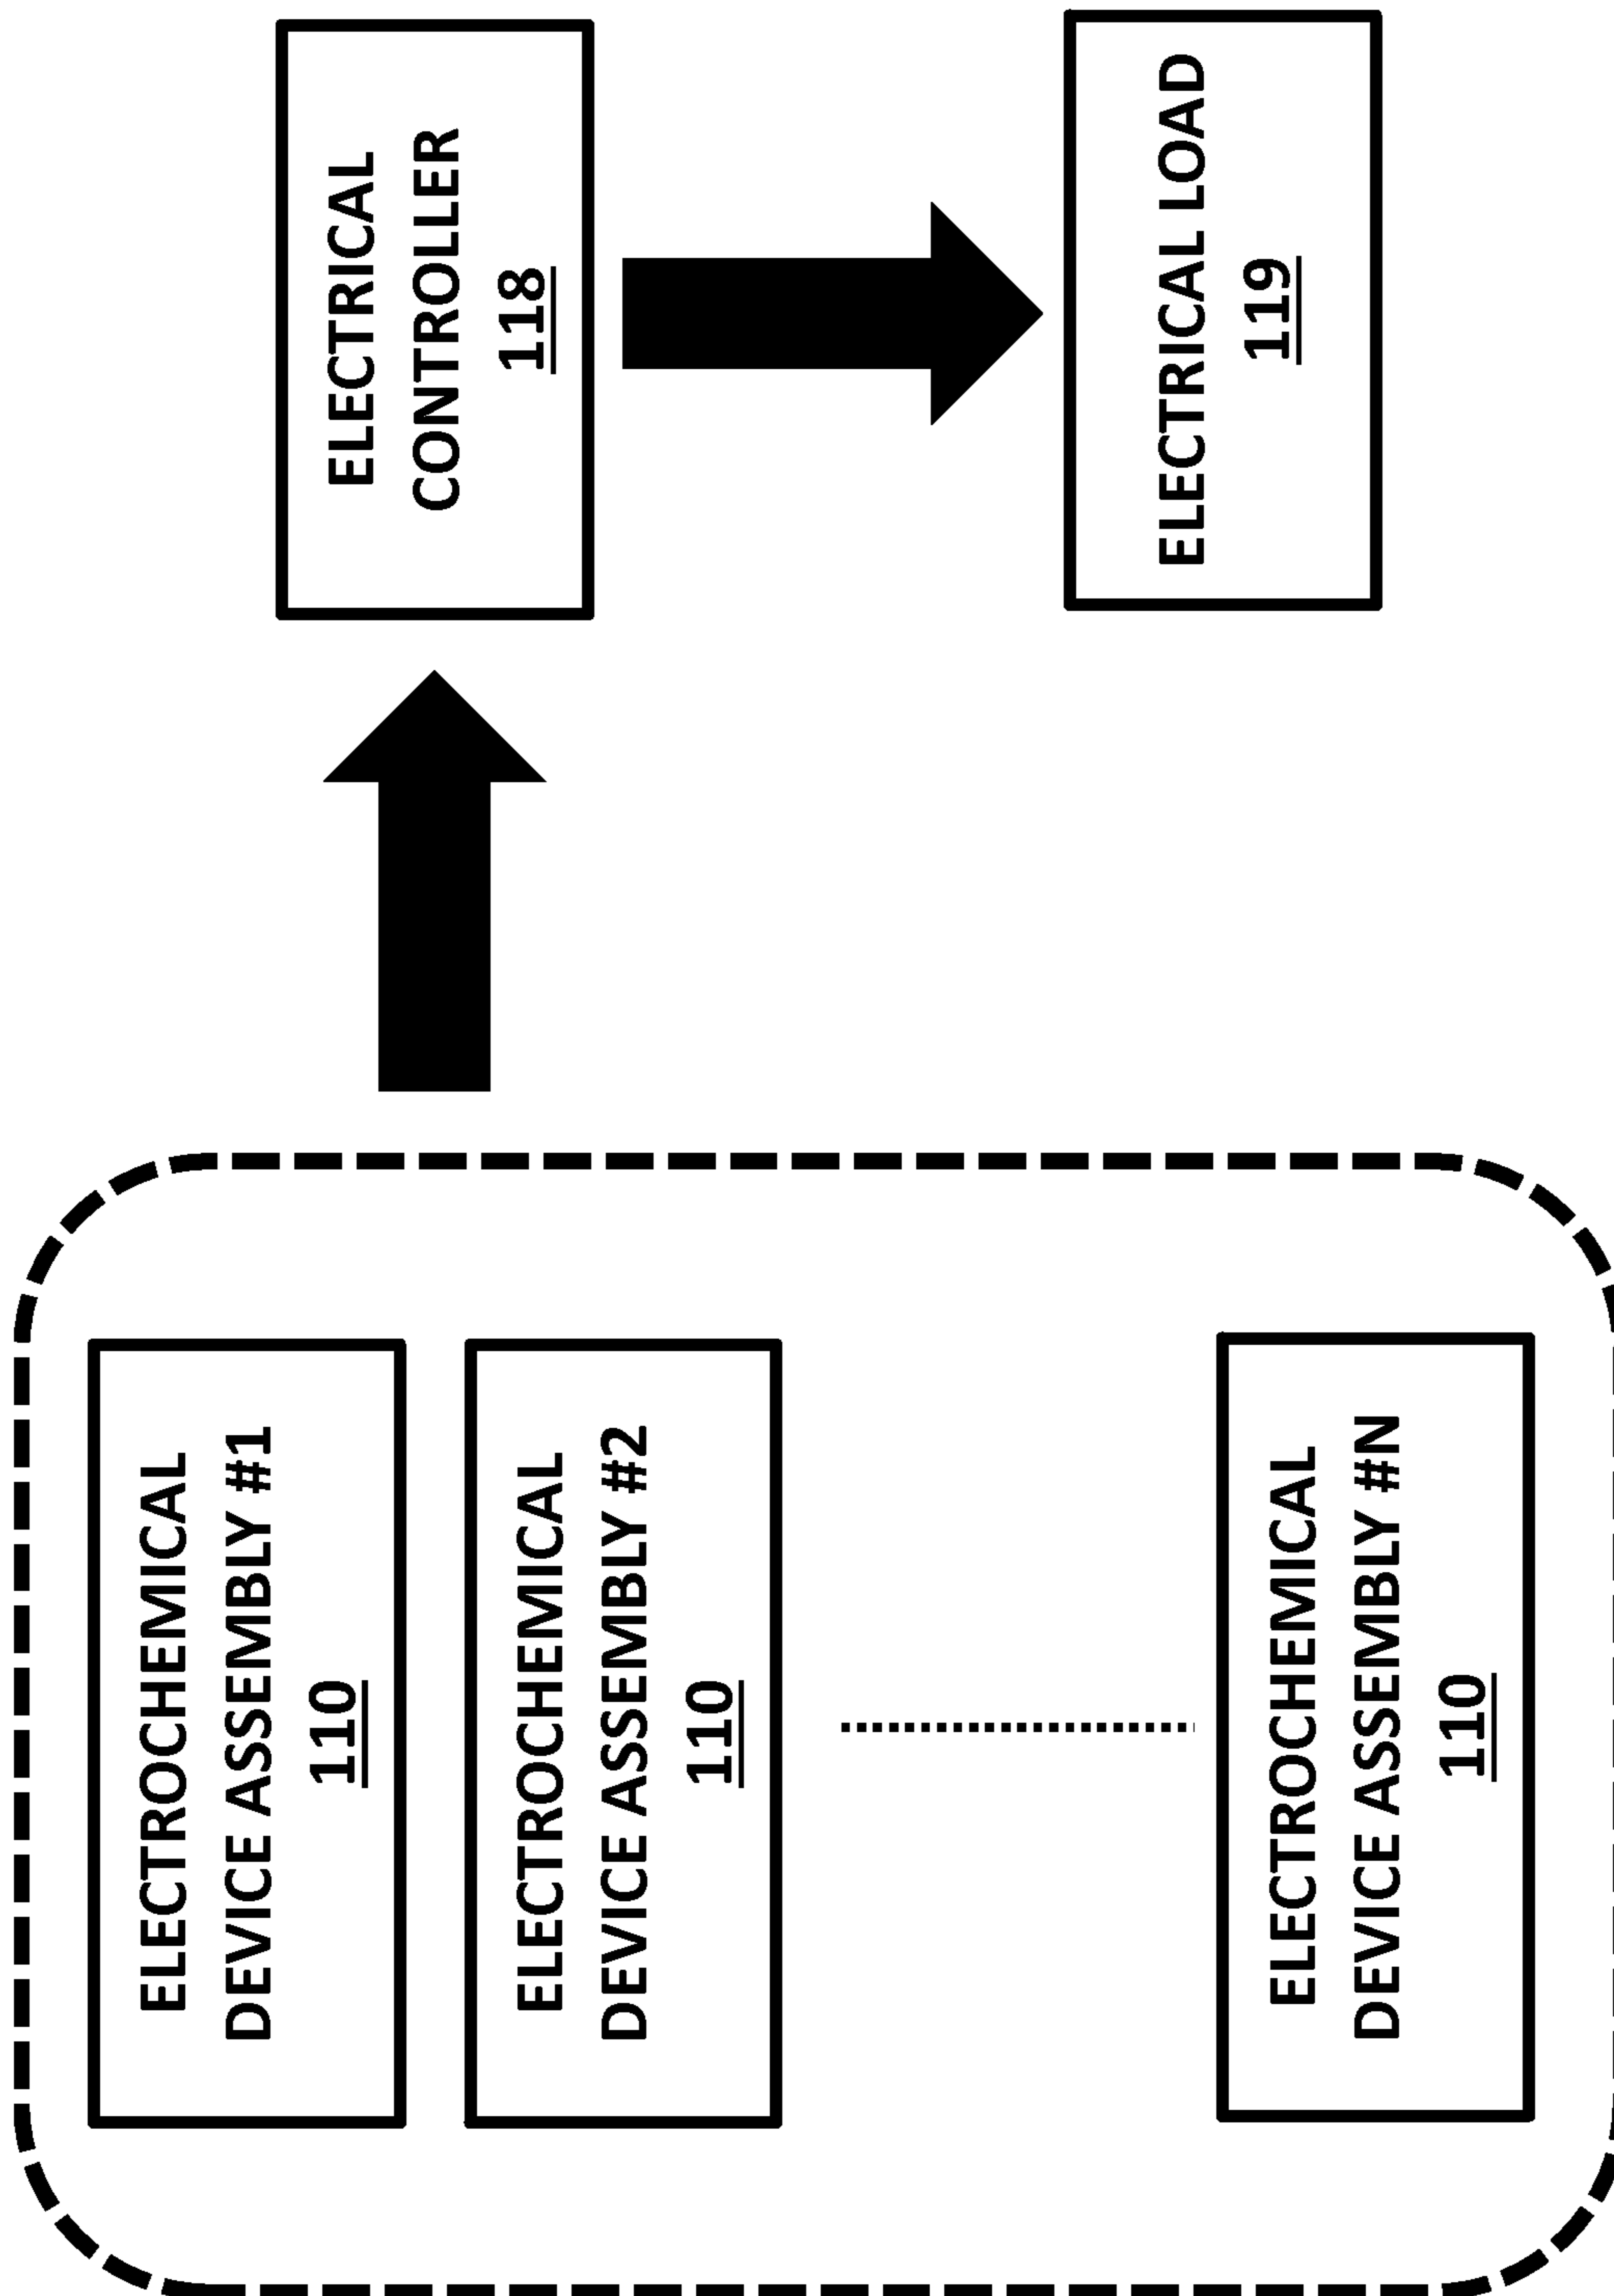 ELECTROCHEMICAL
DEVICE ASSEMBLY #1
110
ELECTROCHEMICAL
DEVICE ASSEMBLY #2
110
ELECTROCHEMICAL
DEVICE ASSEMBLY #N
110
ELECTRICAL
CONTROLLER
118
ELECTRICAL LOAD
119